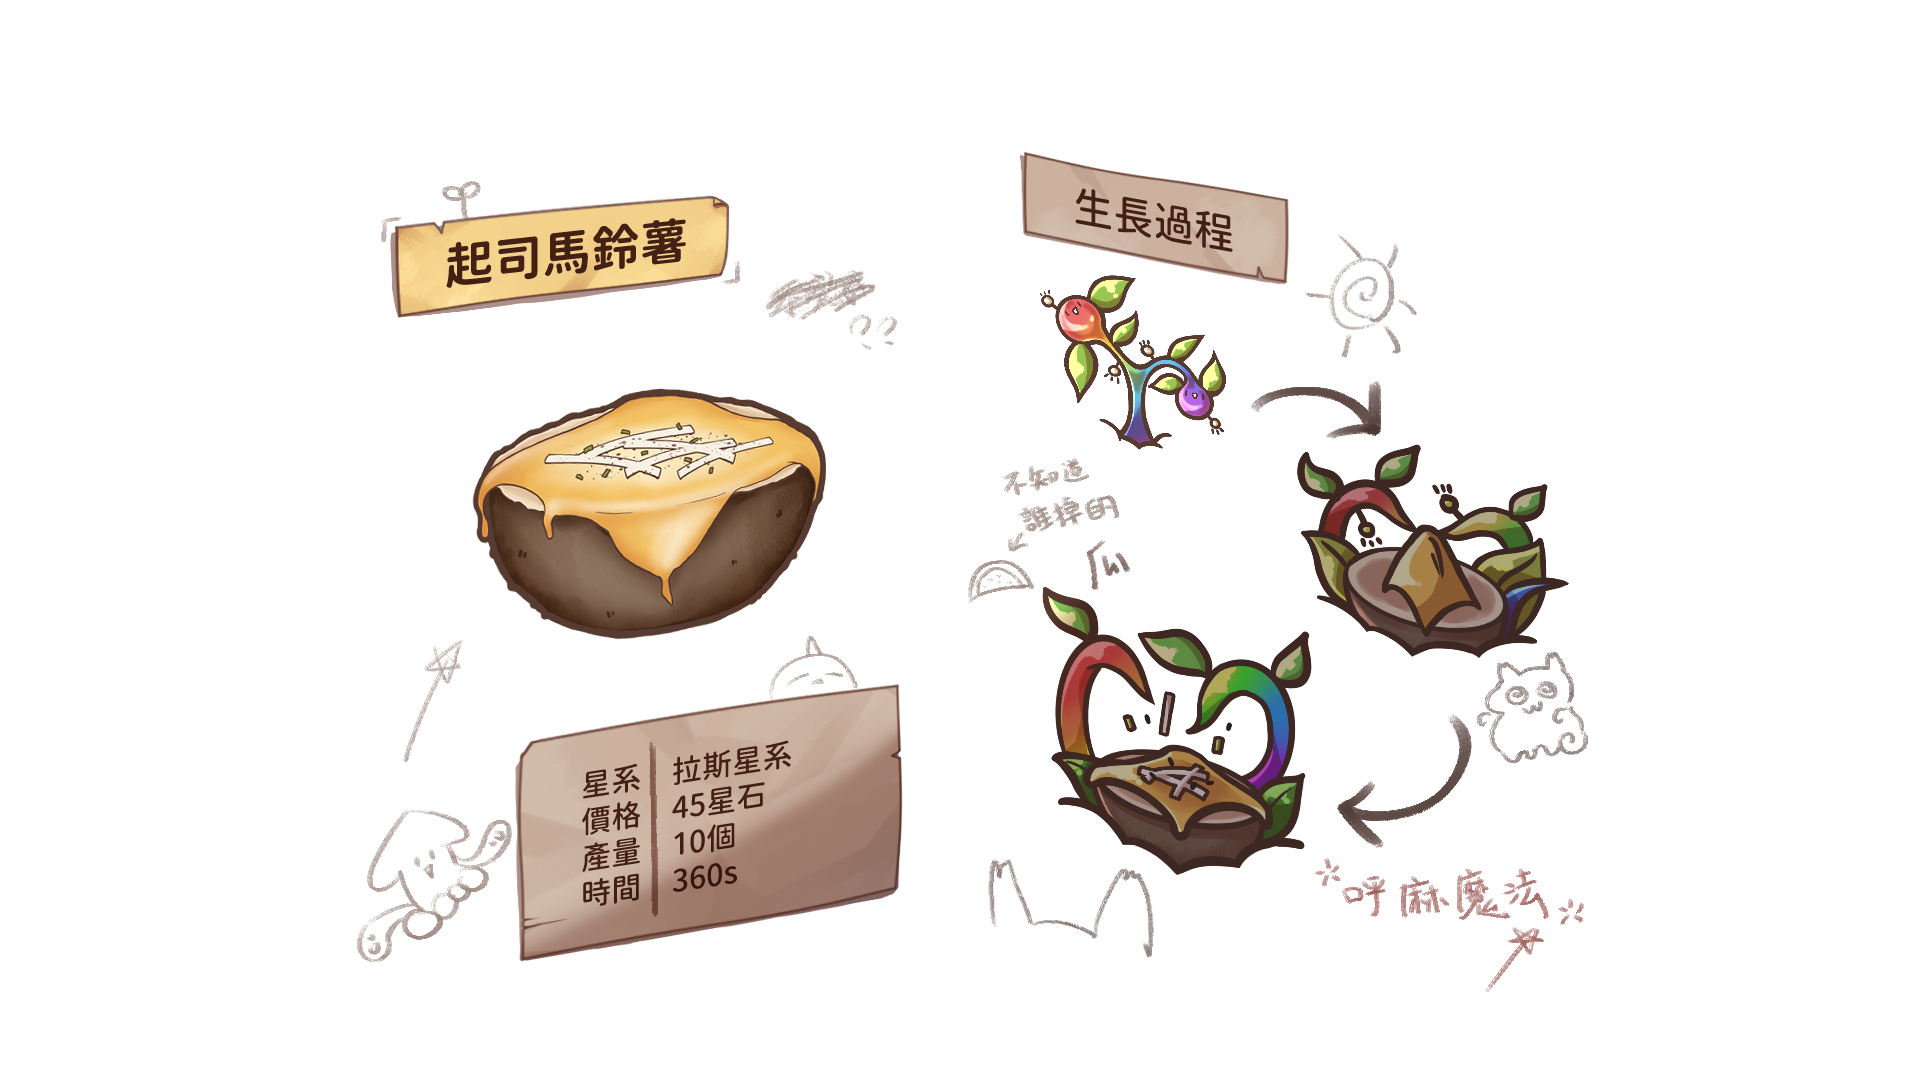 起司馬鈴薯
星系 拉斯星系
價格 45星石
產量 10個
時間 360s
生長過程
不知道
誰掉的
呼麻魔法